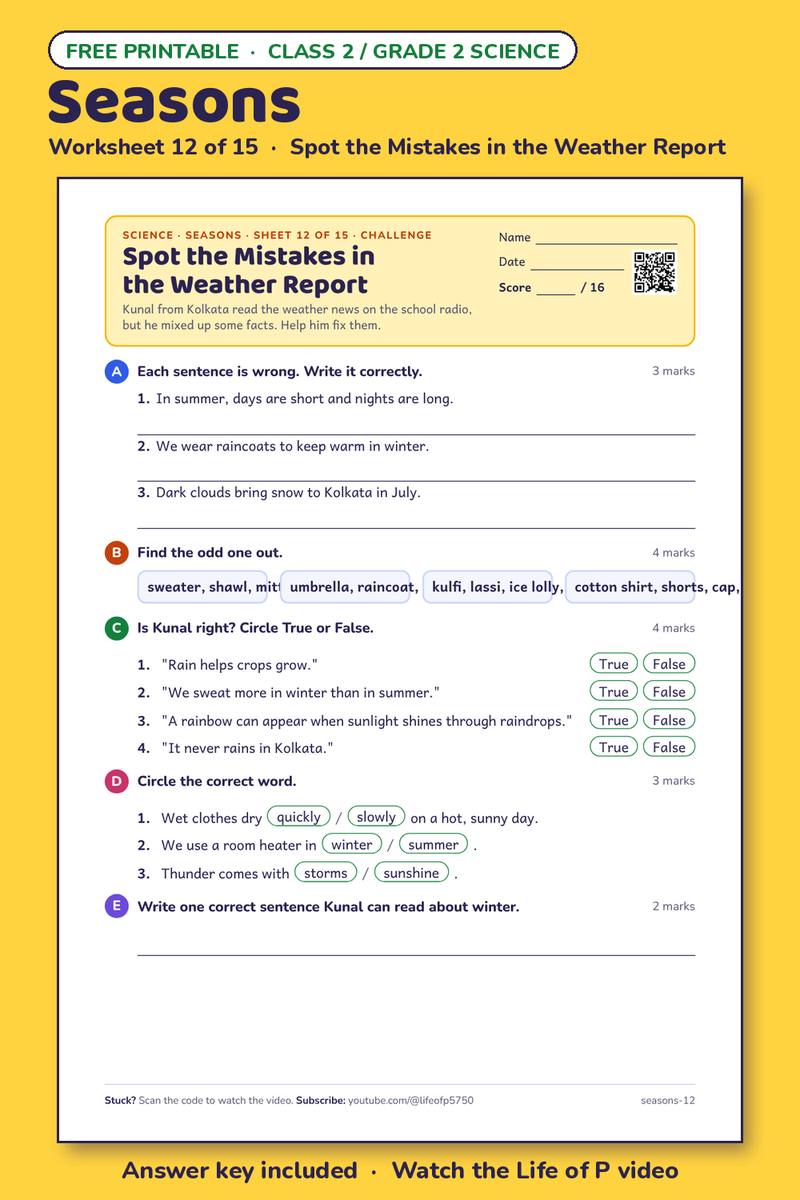 FREE PRINTABLE · CLASS 2 / GRADE 2 SCIENCE
Seasons
Worksheet 12 of 15 · Spot the Mistakes in the Weather Report
SCIENCE · SEASONS · SHEET 12 OF 15 · CHALLENGE
Spot the Mistakes in
the Weather Report
Kunal from Kolkata read the weather news on the school radio,
but he mixed up some facts. Help him fix them.
Name
Date
Score / 16
A Each sentence is wrong. Write it correctly. 3 marks
1. In summer, days are short and nights are long.
2. We wear raincoats to keep warm in winter.
3. Dark clouds bring snow to Kolkata in July.
B Find the odd one out. 4 marks
sweater, shawl, umbrella, raincoat, kulfi, lassi, ice lolly, cotton shirt, shorts, cap,
C Is Kunal right? Circle True or False. 4 marks
1. "Rain helps crops grow." True False
2. "We sweat more in winter than in summer." True False
3. "A rainbow can appear when sunlight shines through raindrops." True False
4. "It never rains in Kolkata." True False
D Circle the correct word. 3 marks
1. Wet clothes dry quickly / slowly on a hot, sunny day.
2. We use a room heater in winter / summer .
3. Thunder comes with storms / sunshine .
E Write one correct sentence Kunal can read about winter. 2 marks
Stuck? Scan the code to watch the video. Subscribe: youtube.com/@lifeofp5750 seasons-12
Answer key included · Watch the Life of P video